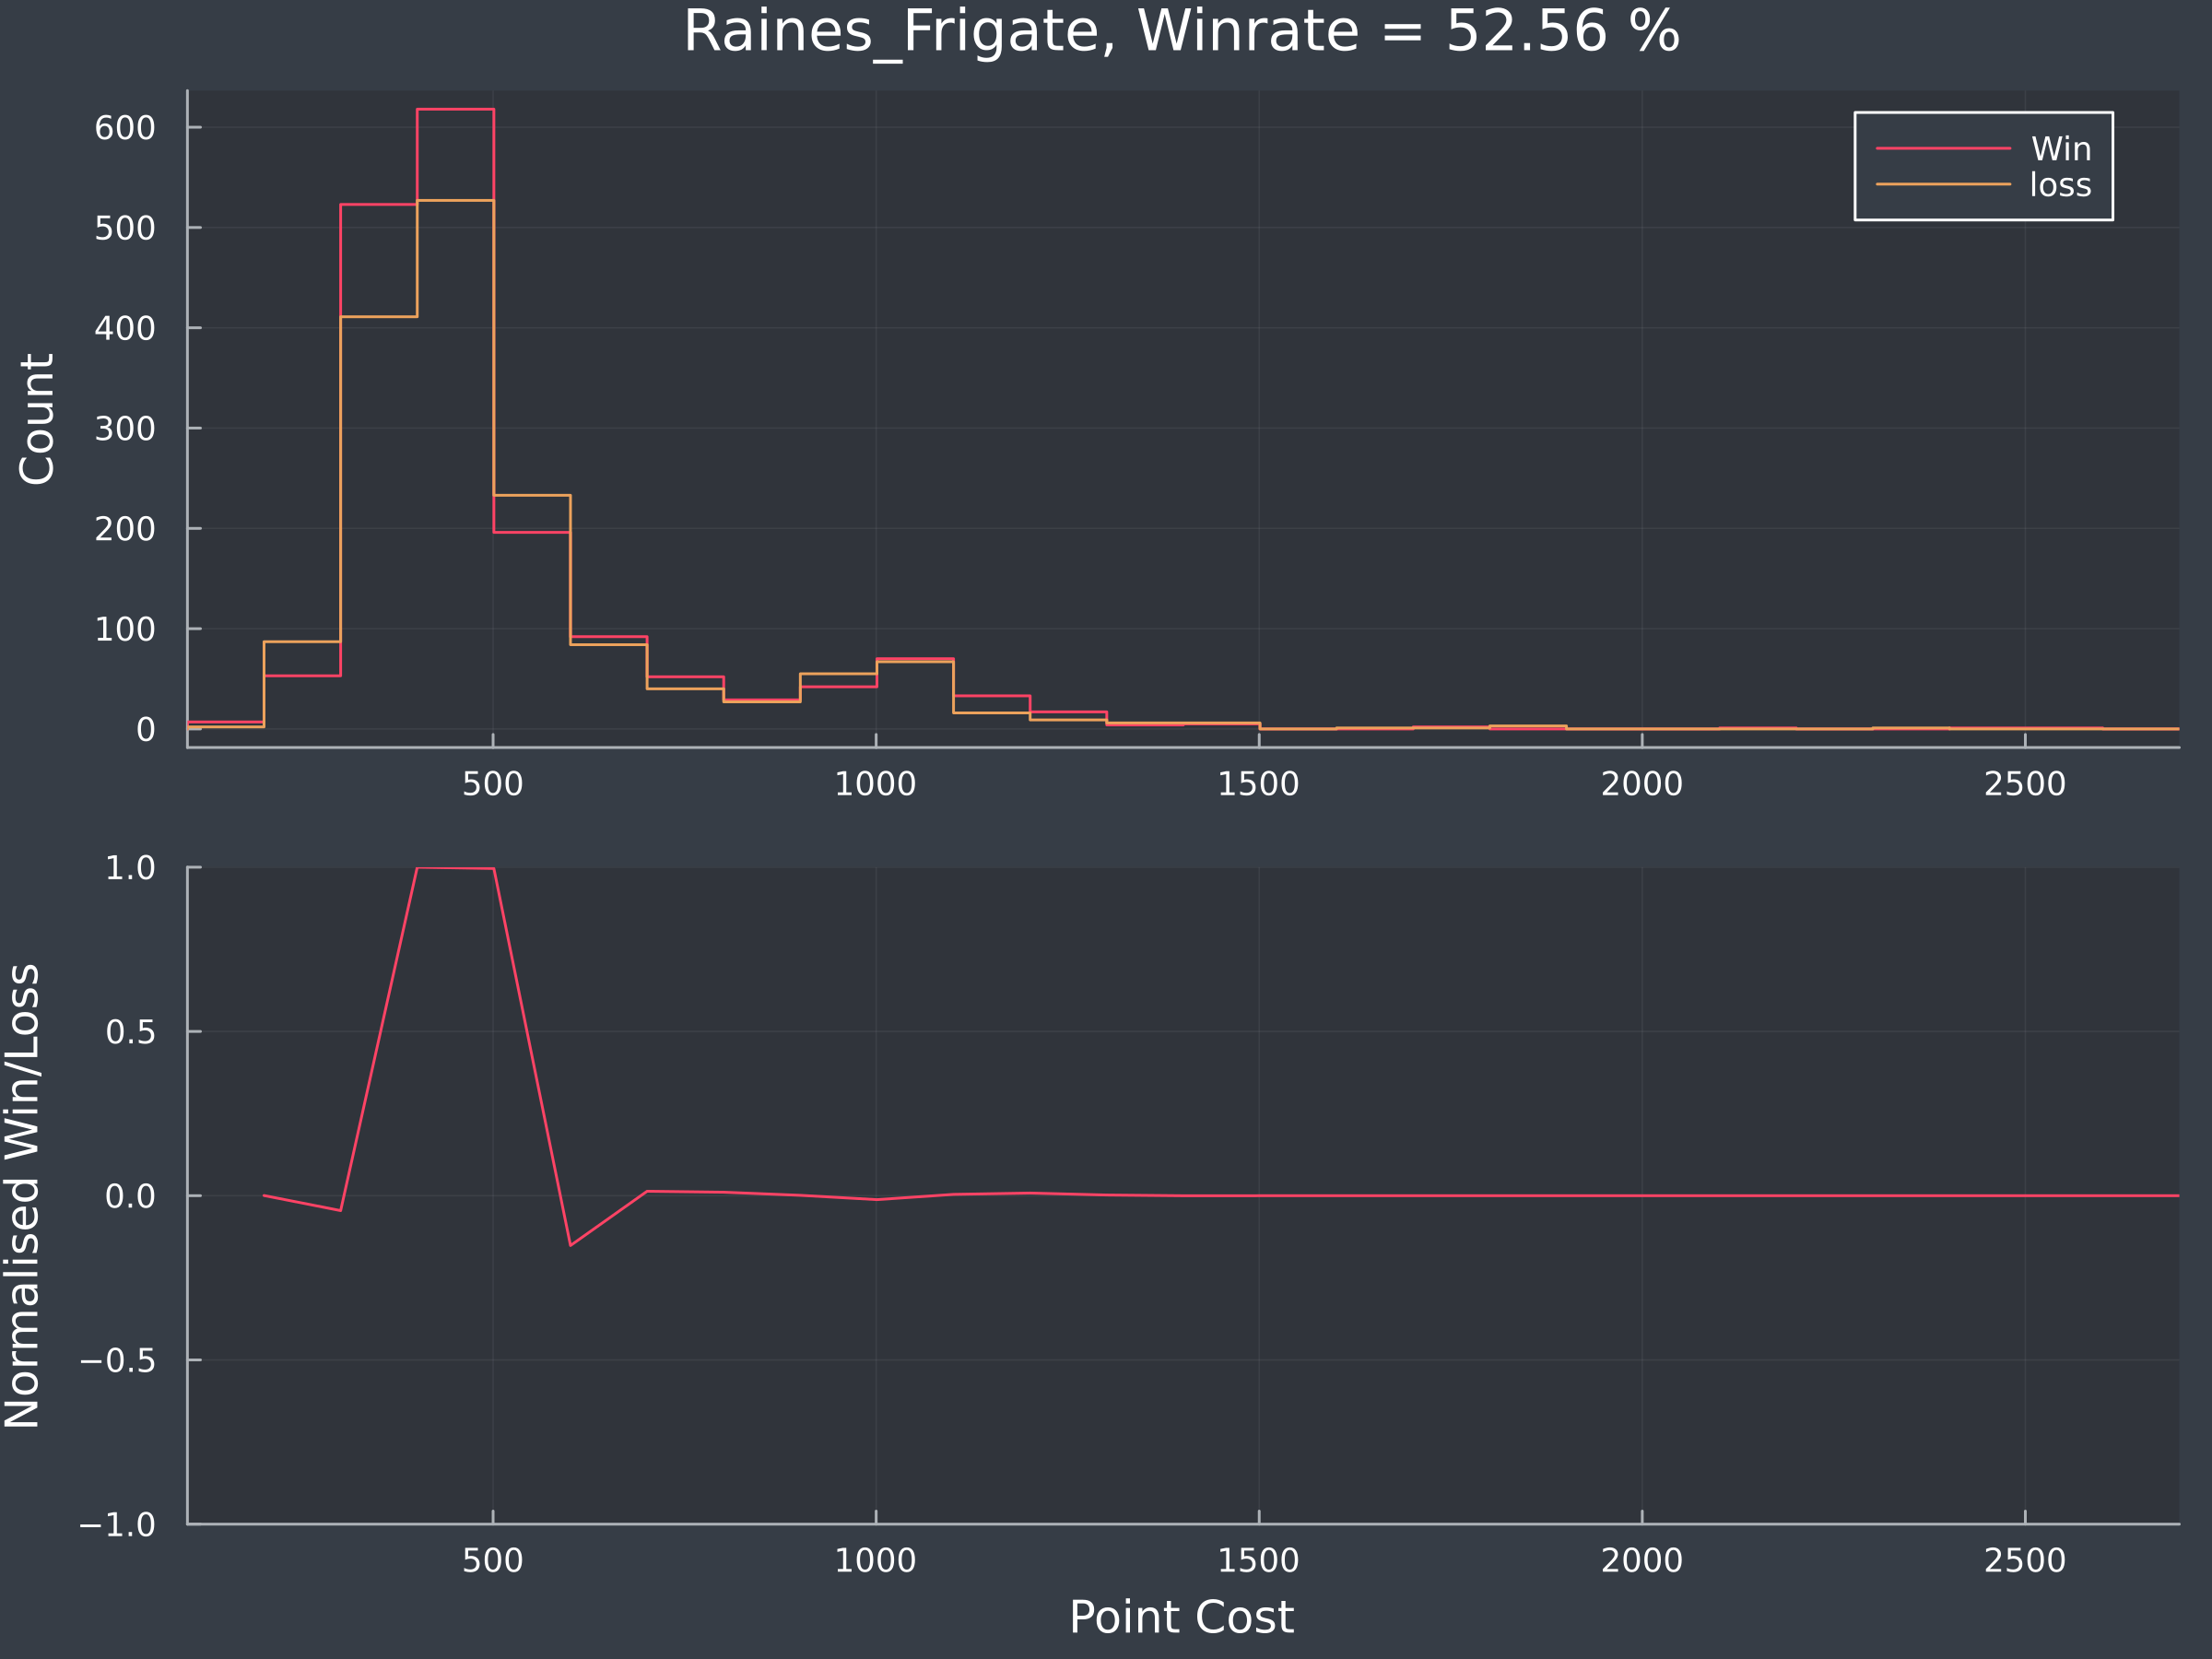 Raines_Frigate, Winrate = 52.56 %
Count
600
500
400
300
200
100
0
Win
loss
500 1000 1500 2000 2500
Normalised Win/Loss
1.0
0.5
0.0
−0.5
−1.0
500 1000 1500 2000 2500
Point Cost